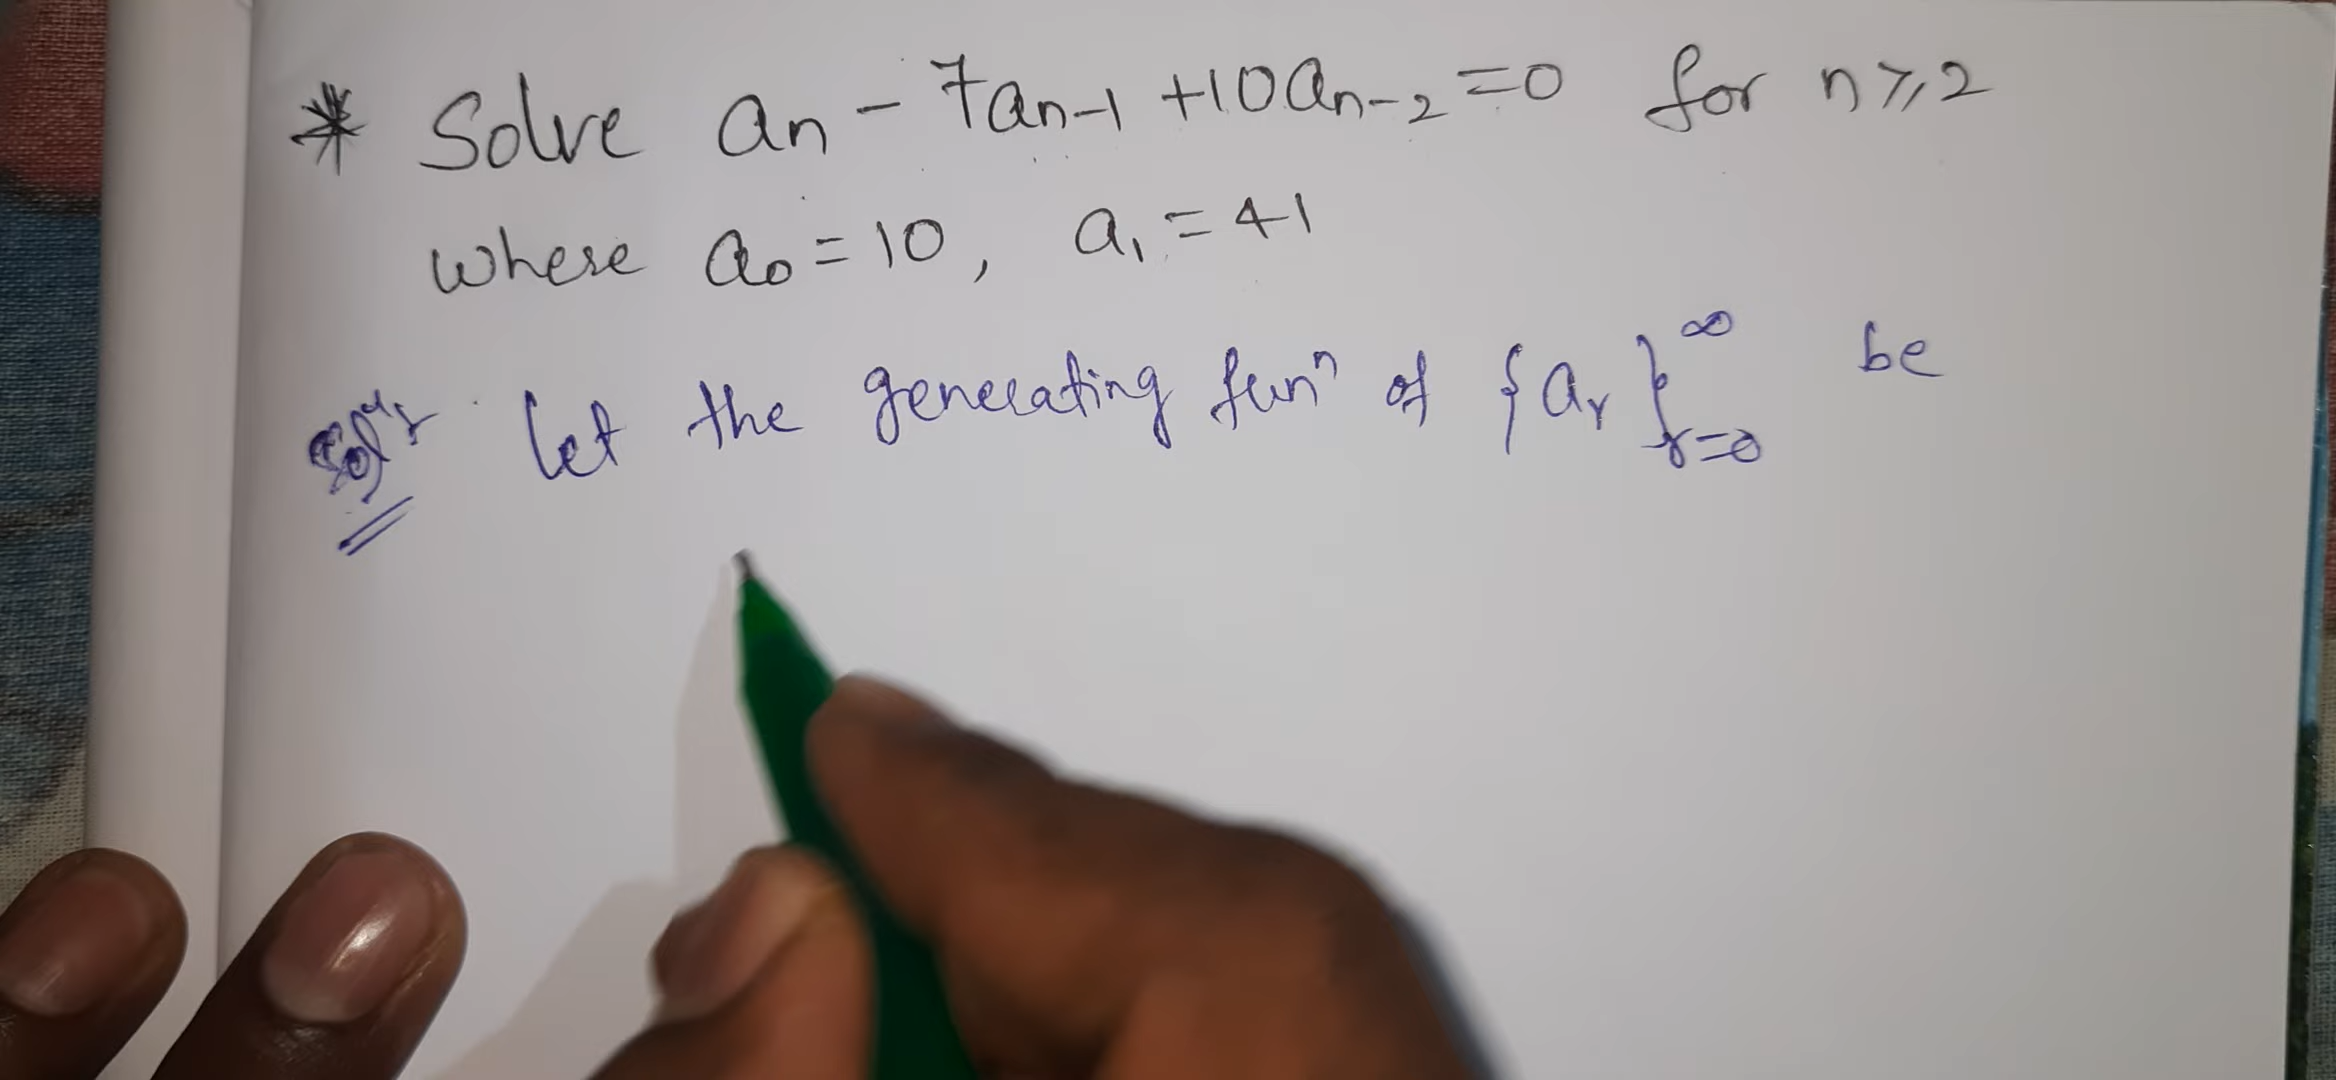 * Solve aₙ - 7aₙ₋₁ + 10aₙ₋₂ = 0 for n ≥ 2
where a₀ = 10, a₁ = 41
Solⁿ: Let the generating funⁿ of {aᵣ}^∞_{r=0} be